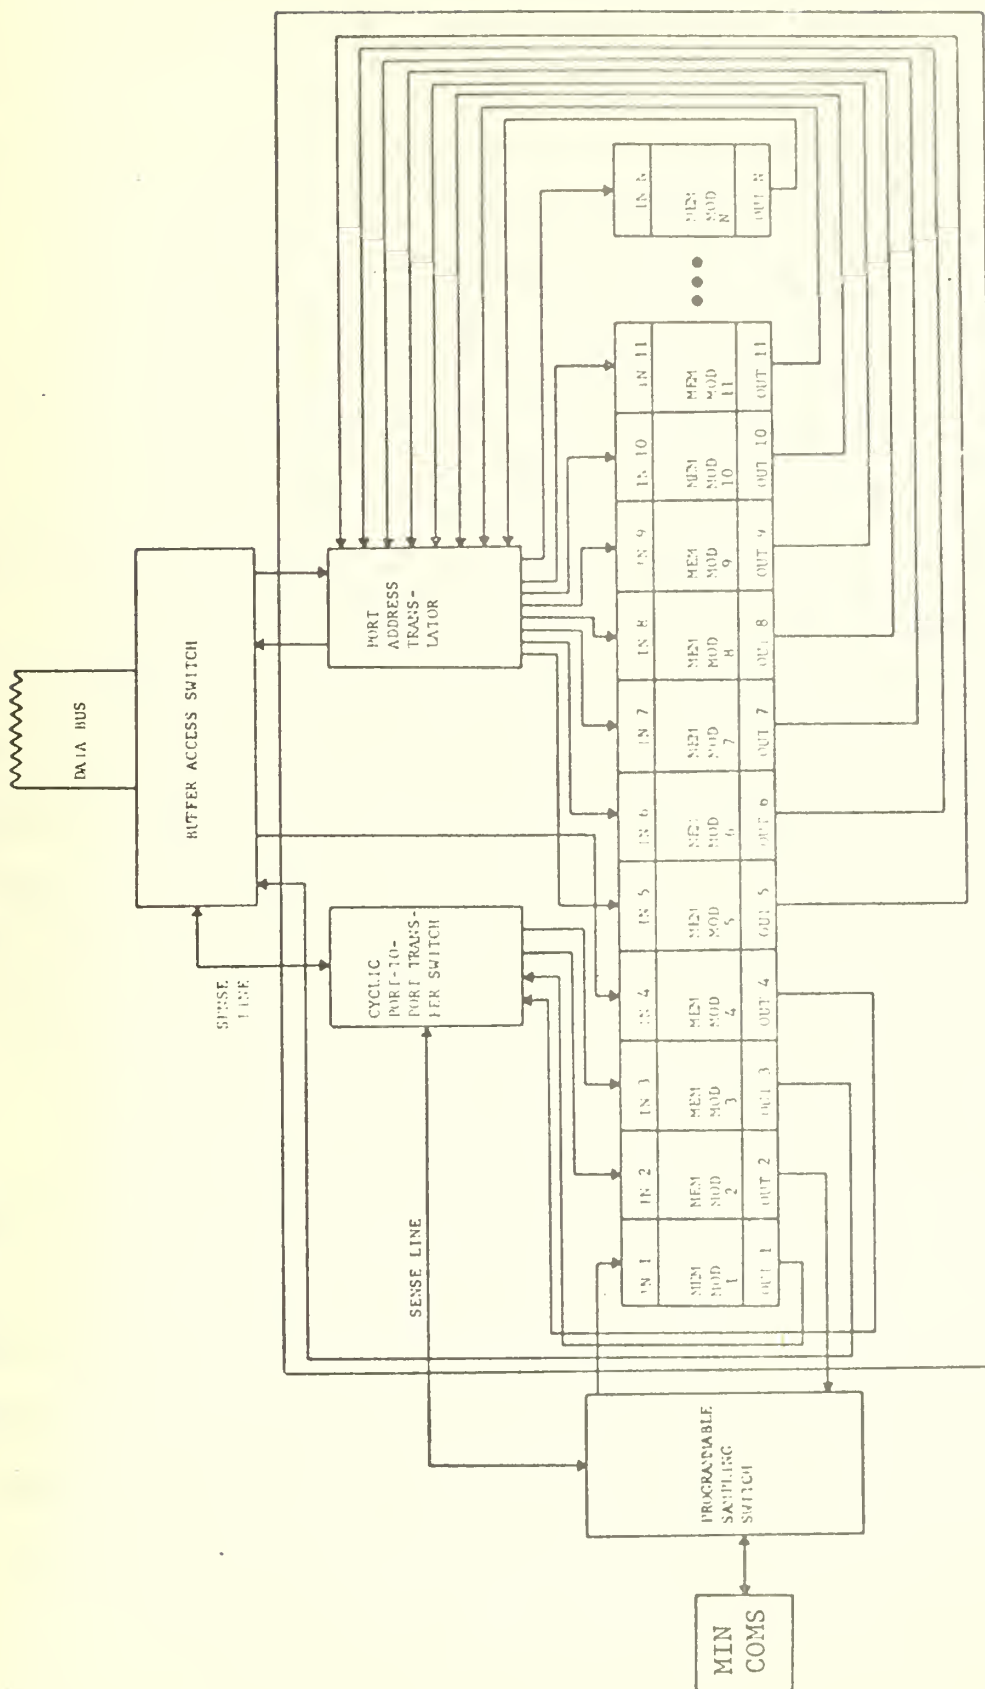 DATA BUS
BUFFER ACCESS SWITCH
SENSE
LINE
CYCLIC
PORT-TO-
PORT TRANS-
FER SWITCH
PORT
ADDRESS
TRANS-
LATOR
SENSE LINE
IN 1
IN 2
IN 3
IN 4
IN 5
IN 6
IN 7
IN 8
IN 9
IN 10
IN 11
IN N
MEM
MOD
1
MEM
MOD
2
MEM
MOD
3
MEM
MOD
4
MEM
MOD
5
MEM
MOD
6
MEM
MOD
7
MEM
MOD
8
MEM
MOD
9
MEM
MOD
10
MEM
MOD
11
MEM
MOD
N
OUT 1
OUT 2
OUT 3
OUT 4
OUT 5
OUT 6
OUT 7
OUT 8
OUT 9
OUT 10
OUT 11
OUT N
PROGRAMMABLE
SAMPLING
SWITCH
MIN
COMS